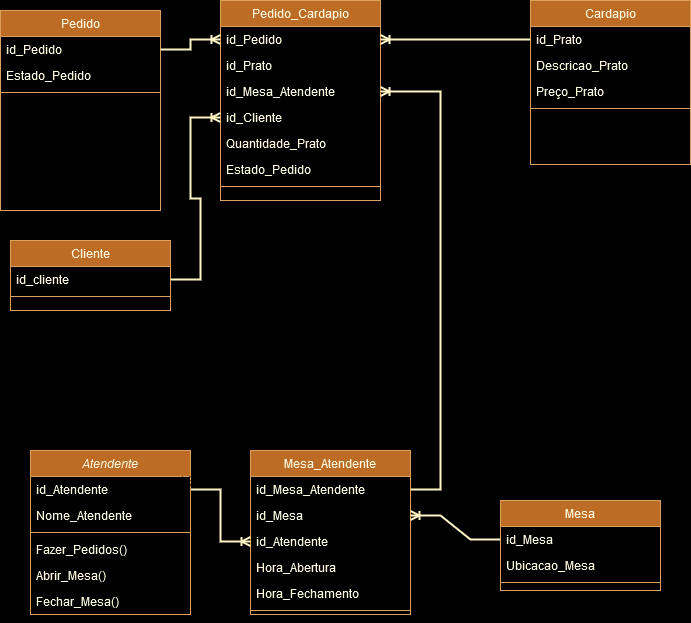 Pedido
id_Pedido
Estado_Pedido
Pedido_Cardapio
id_Pedido
id_Prato
id_Mesa_Atendente
id_Cliente
Quantidade_Prato
Estado_Pedido
Cardapio
id_Prato
Descricao_Prato
Preço_Prato
Cliente
id_cliente
Atendente
id_Atendente
Nome_Atendente
Fazer_Pedidos()
Abrir_Mesa()
Fechar_Mesa()
Mesa_Atendente
id_Mesa_Atendente
id_Mesa
id_Atendente
Hora_Abertura
Hora_Fechamento
Mesa
id_Mesa
Ubicacao_Mesa